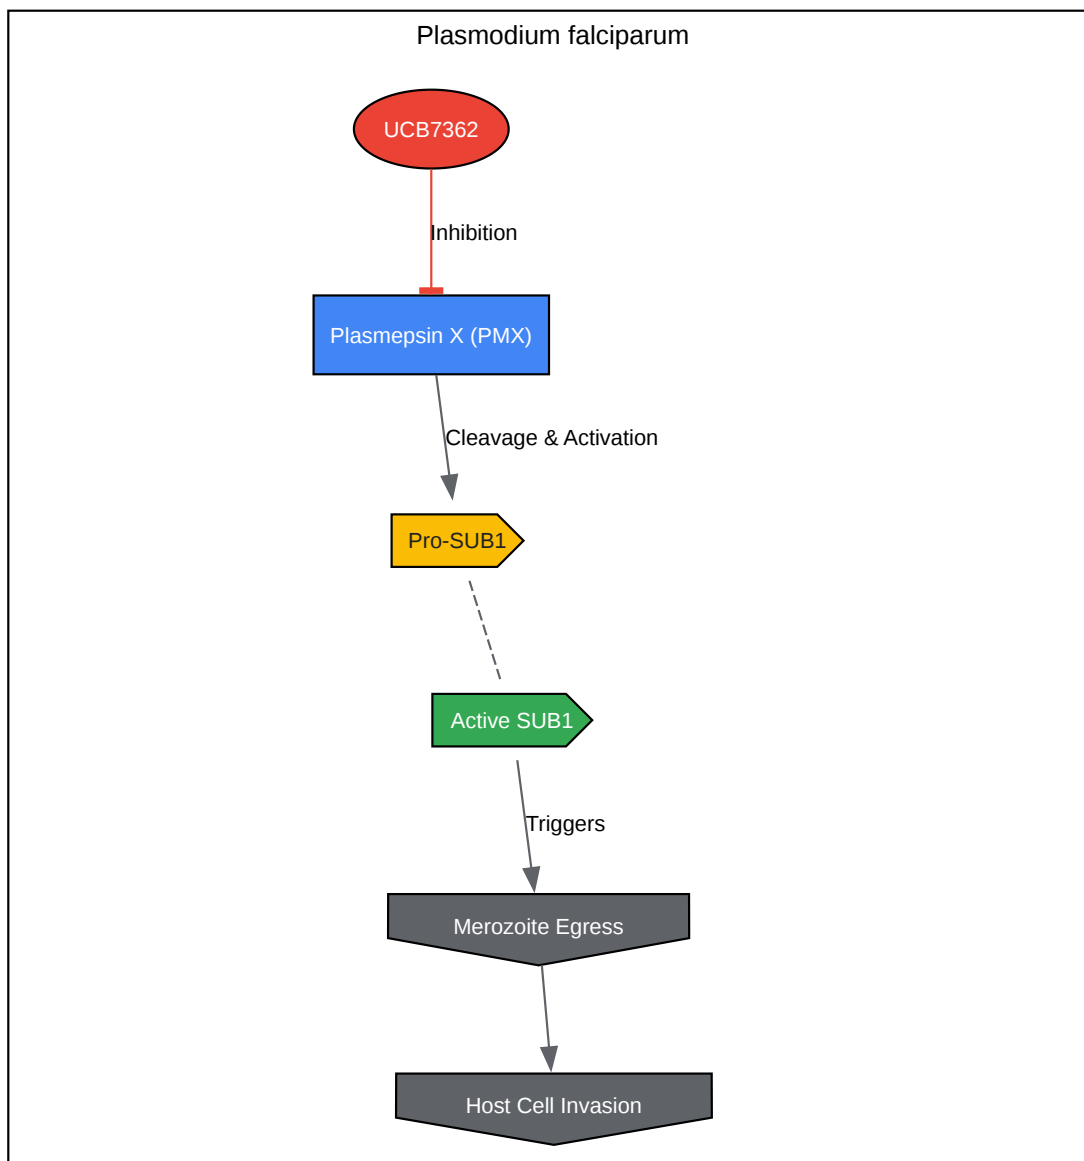 Plasmodium falciparum
UCB7362
Inhibition
Plasmepsin X (PMX)
Cleavage & Activation
Pro-SUB1
Active SUB1
Triggers
Merozoite Egress
Host Cell Invasion